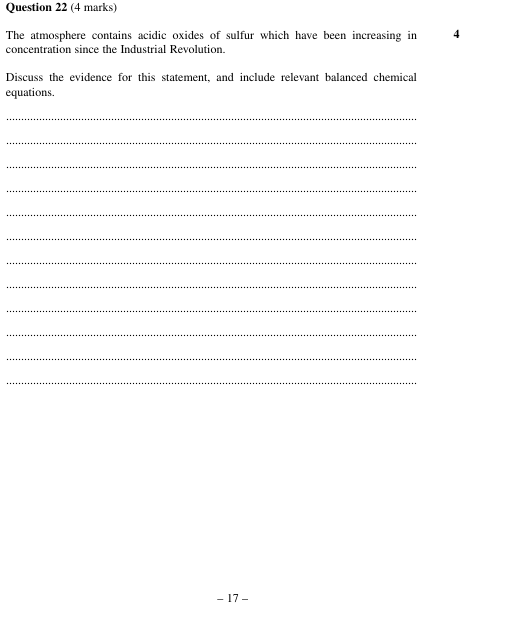 Question 22 (4 marks)
The atmosphere contains acidic oxides of sulfur which have been increasing in 4
concentration since the Industrial Revolution.
Discuss the evidence for this statement, and include relevant balanced chemical
equations.
– 17 –